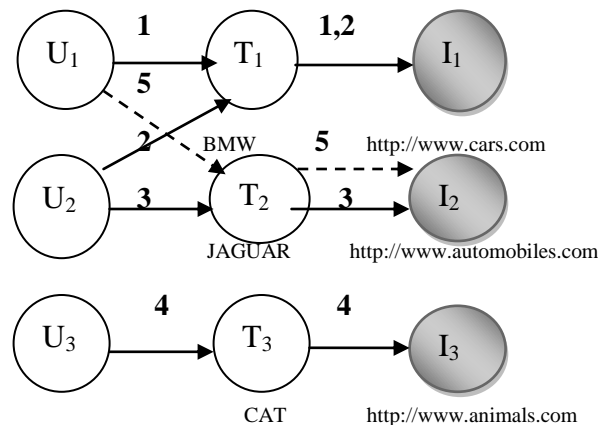 1 1,2
U1 T1 I1
5
2 BMW 5 http://www.cars.com
U2 3 T2 3 I2
JAGUAR http://www.automobiles.com
4 4
U3 T3 I3
CAT http://www.animals.com